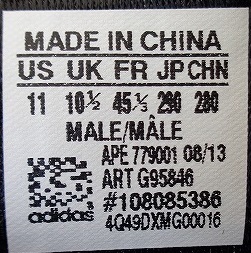 MADE IN CHINA
US UK FR JP CHN
11 10½ 45⅓ 290 280
MALE/MÂLE
APE 779001 08/13
ART G95846
#108085386
adidas 4Q49DXMG00016